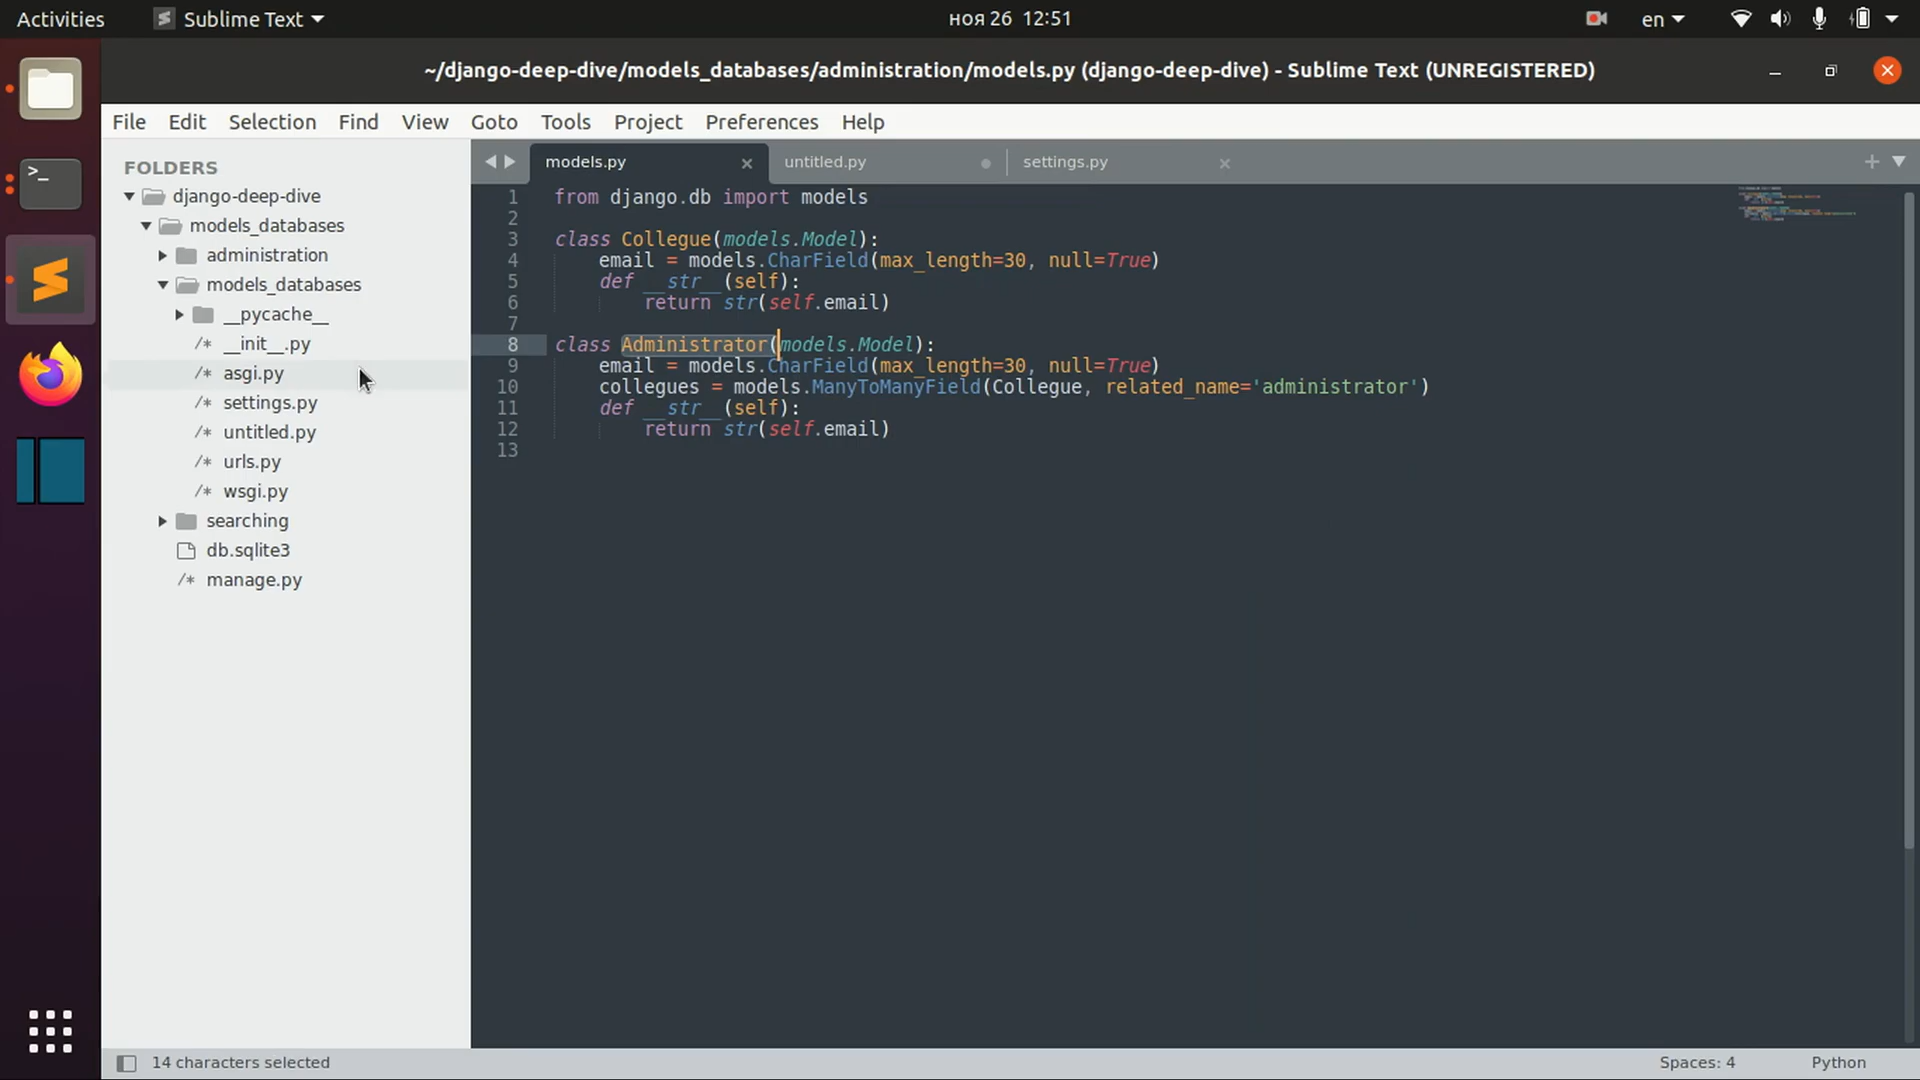 Activities
Sublime Text
ноя 26 12:51
en
~/django-deep-dive/models_databases/administration/models.py (django-deep-dive) - Sublime Text (UNREGISTERED)
File Edit Selection Find View Goto Tools Project Preferences Help
FOLDERS
django-deep-dive
models_databases
administration
models_databases
__pycache__
/* __init__.py
/* asgi.py
/* settings.py
/* untitled.py
/* urls.py
/* wsgi.py
searching
db.sqlite3
/* manage.py
models.py
untitled.py
settings.py
1 from django.db import models
2
3 class Collegue(models.Model):
4 email = models.CharField(max_length=30, null=True)
5 def __str__(self):
6 return str(self.email)
7
8 class Administrator(models.Model):
9 email = models.CharField(max_length=30, null=True)
10 collegues = models.ManyToManyField(Collegue, related_name='administrator')
11 def __str__(self):
12 return str(self.email)
13
14 characters selected
Spaces: 4
Python